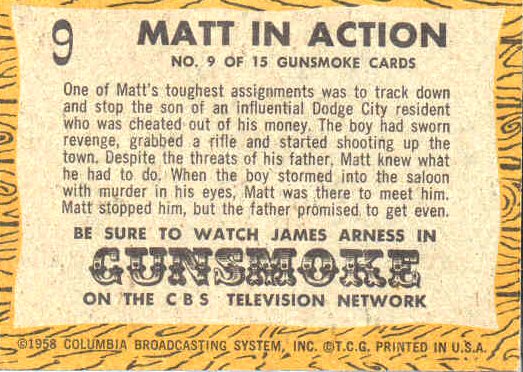 9
MATT IN ACTION
NO. 9 OF 15 GUNSMOKE CARDS
One of Matt's toughest assignments was to track down
and stop the son of an influential Dodge City resident
who was cheated out of his money. The boy had sworn
revenge, grabbed a rifle and started shooting up the
town. Despite the threats of his father, Matt knew what
he had to do. When the boy stormed into the saloon
with murder in his eyes, Matt was there to meet him.
Matt stopped him, but the father promised to get even.
BE SURE TO WATCH JAMES ARNESS IN
GUNSMOKE
ON THE CBS TELEVISION NETWORK
©1958 COLUMBIA BROADCASTING SYSTEM, INC. ©T.C.G. PRINTED IN U.S.A.